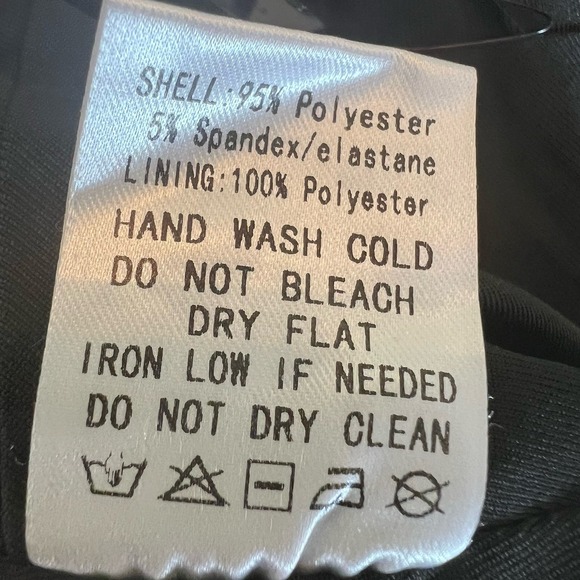 SHELL:95% Polyester
5% Spandex/elastane
LINING:100% Polyester
HAND WASH COLD
DO NOT BLEACH
DRY FLAT
IRON LOW IF NEEDED
DO NOT DRY CLEAN